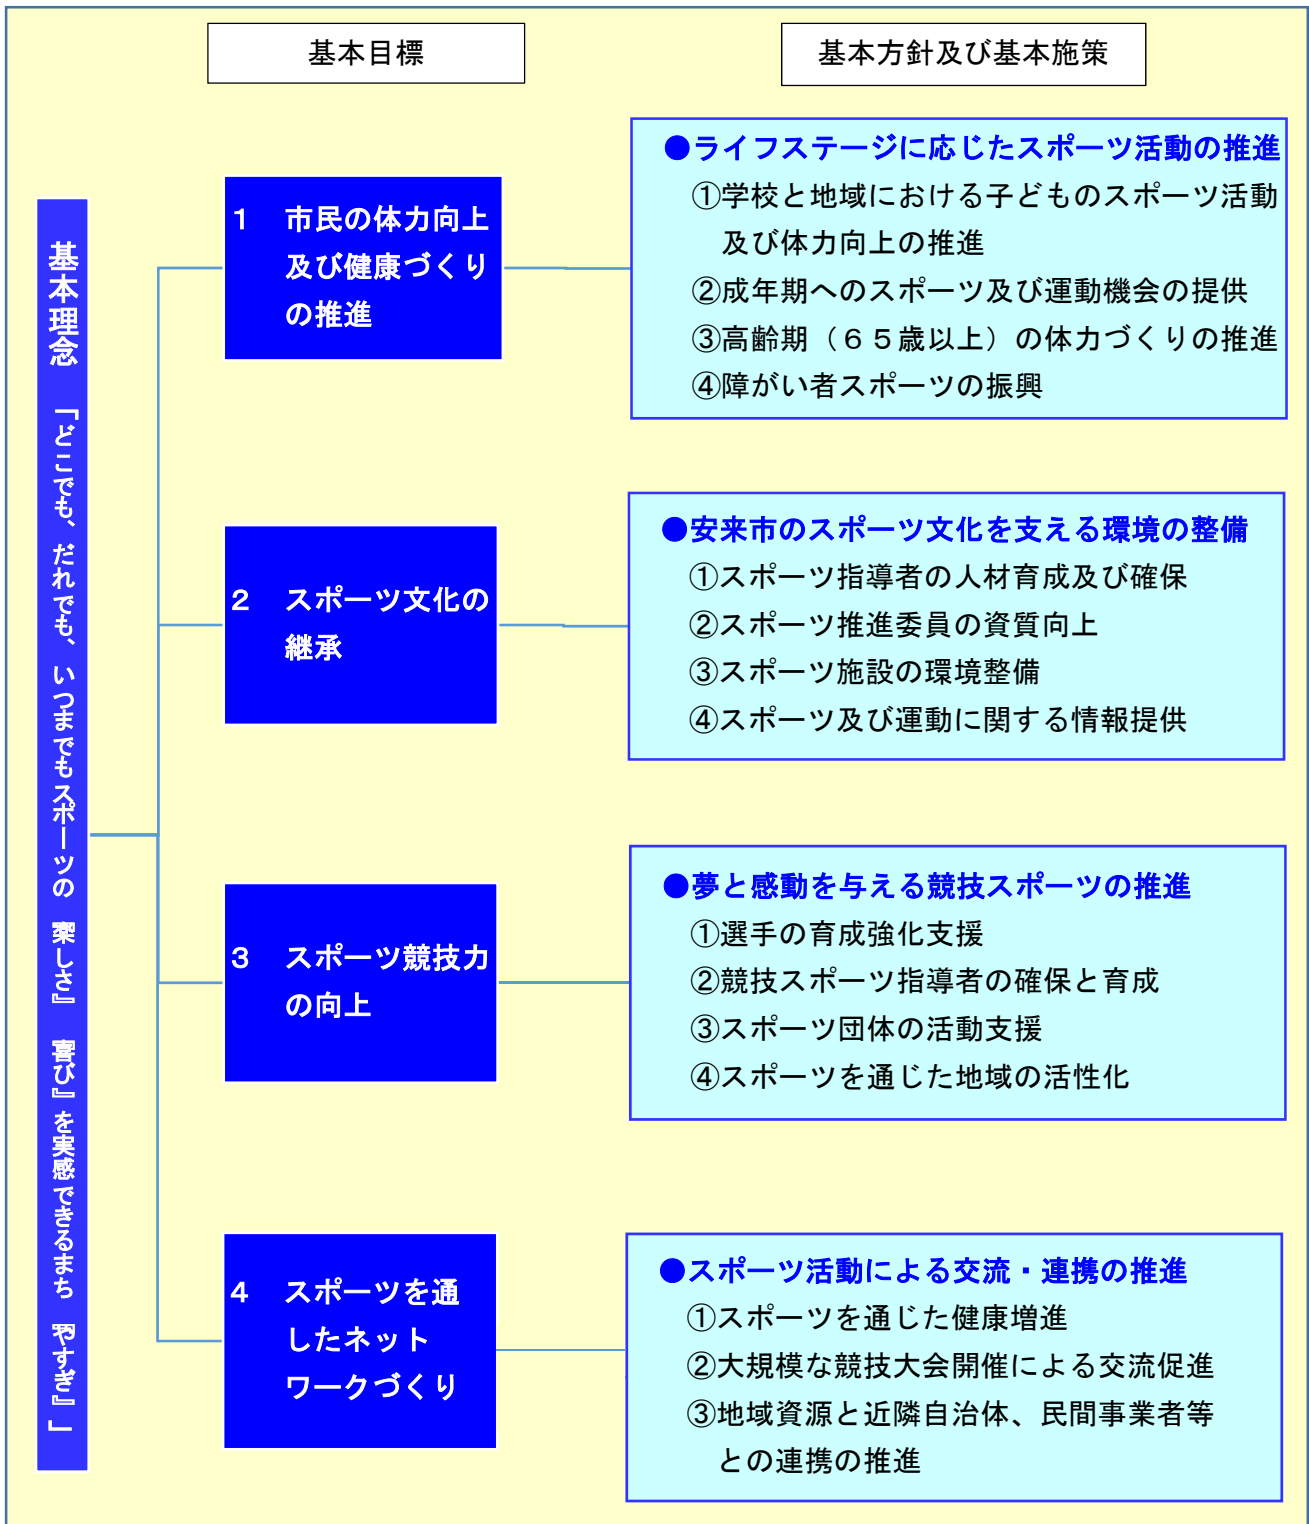 基本目標
基本方針及び基本施策
基本理念 「どこでも、だれでも、いつまでもスポーツの『楽しさ』『喜び』を実感できるまち『やすぎ』」
1 市民の体力向上
及び健康づくり
の推進
●ライフステージに応じたスポーツ活動の推進
①学校と地域における子どものスポーツ活動
及び体力向上の推進
②成年期へのスポーツ及び運動機会の提供
③高齢期（６５歳以上）の体力づくりの推進
④障がい者スポーツの振興
2 スポーツ文化の
継承
●安来市のスポーツ文化を支える環境の整備
①スポーツ指導者の人材育成及び確保
②スポーツ推進委員の資質向上
③スポーツ施設の環境整備
④スポーツ及び運動に関する情報提供
3 スポーツ競技力
の向上
●夢と感動を与える競技スポーツの推進
①選手の育成強化支援
②競技スポーツ指導者の確保と育成
③スポーツ団体の活動支援
④スポーツを通じた地域の活性化
4 スポーツを通
したネット
ワークづくり
●スポーツ活動による交流・連携の推進
①スポーツを通じた健康増進
②大規模な競技大会開催による交流促進
③地域資源と近隣自治体、民間事業者等
との連携の推進